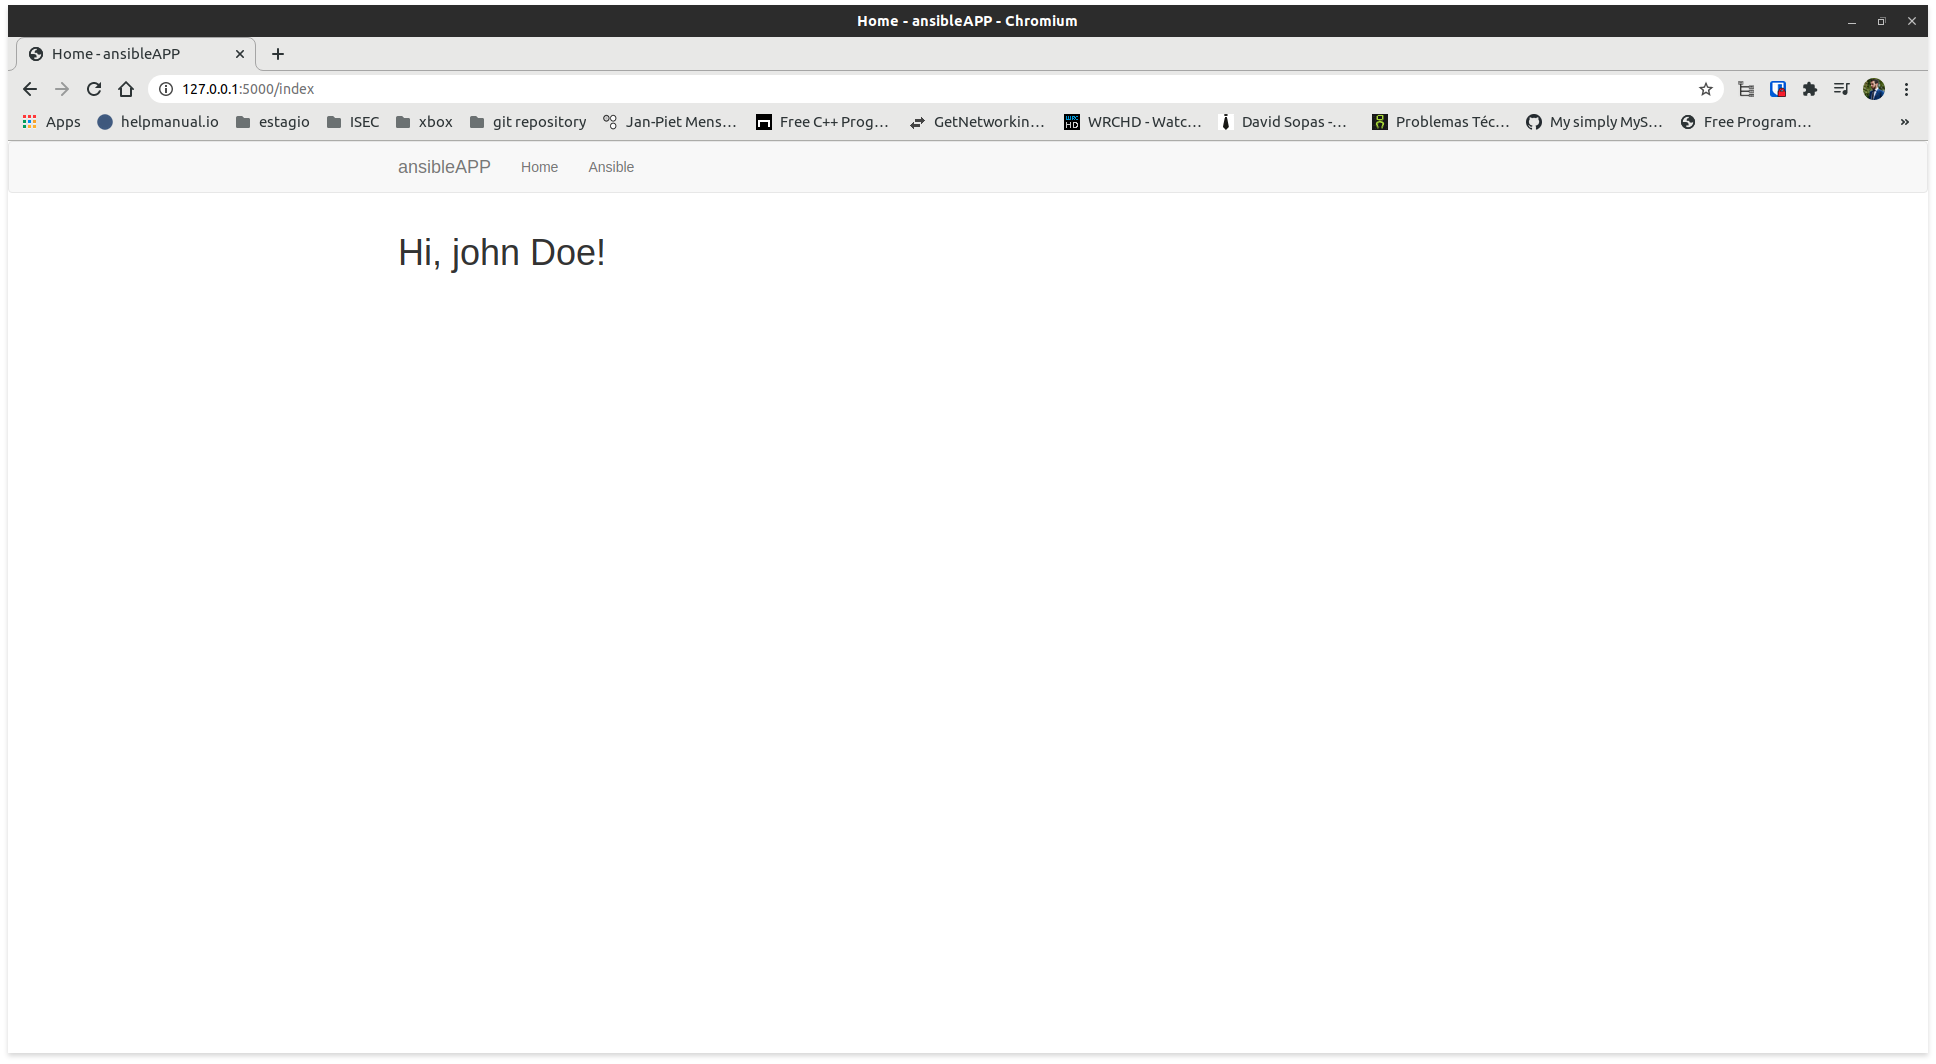 Home - ansibleAPP - Chromium
Home - ansibleAPP
127.0.0.1:5000/index
Apps helpmanual.io estagio ISEC xbox git repository Jan-Piet Mens… Free C++ Prog… GetNetworkin… WRCHD - Watc… David Sopas -… Problemas Téc… My simply MyS… Free Program… »
ansibleAPP Home Ansible
Hi, john Doe!